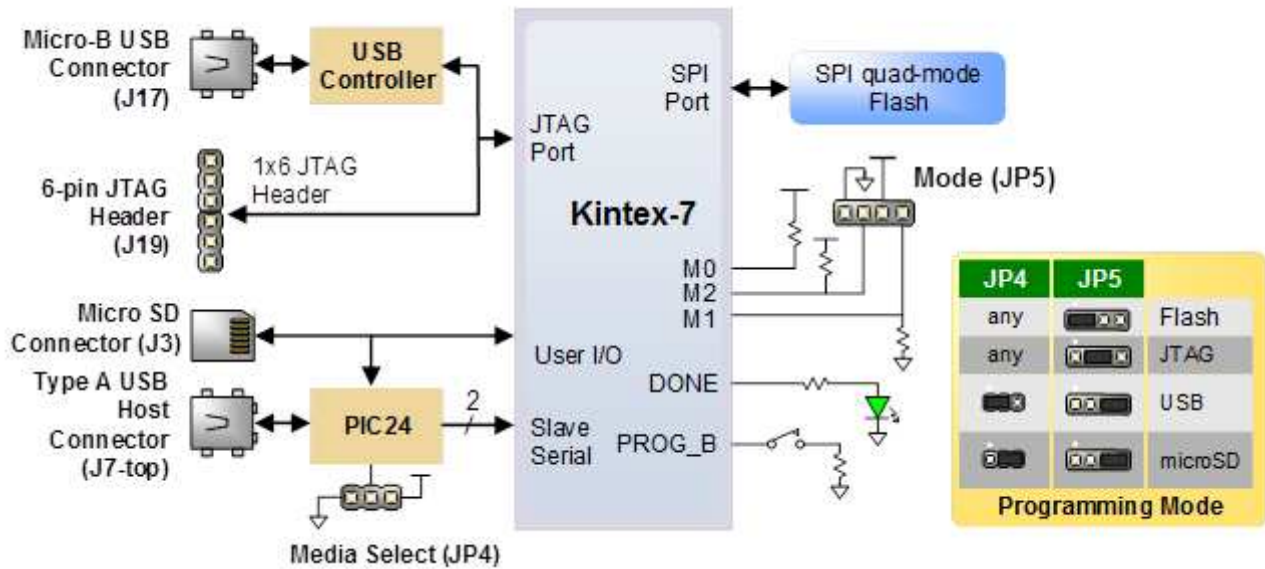 Micro-B USB
Connector
(J17)
USB
Controller
6-pin JTAG
Header
(J19)
1x6 JTAG
Header
Micro SD
Connector (J3)
Type A USB
Host
Connector
(J7-top)
PIC24
2
Media Select (JP4)
JTAG
Port
SPI
Port
Kintex-7
M0
M2
M1
User I/O
DONE
Slave
Serial
PROG_B
SPI quad-mode
Flash
Mode (JP5)
JP4 JP5
any Flash
any JTAG
USB
microSD
Programming Mode